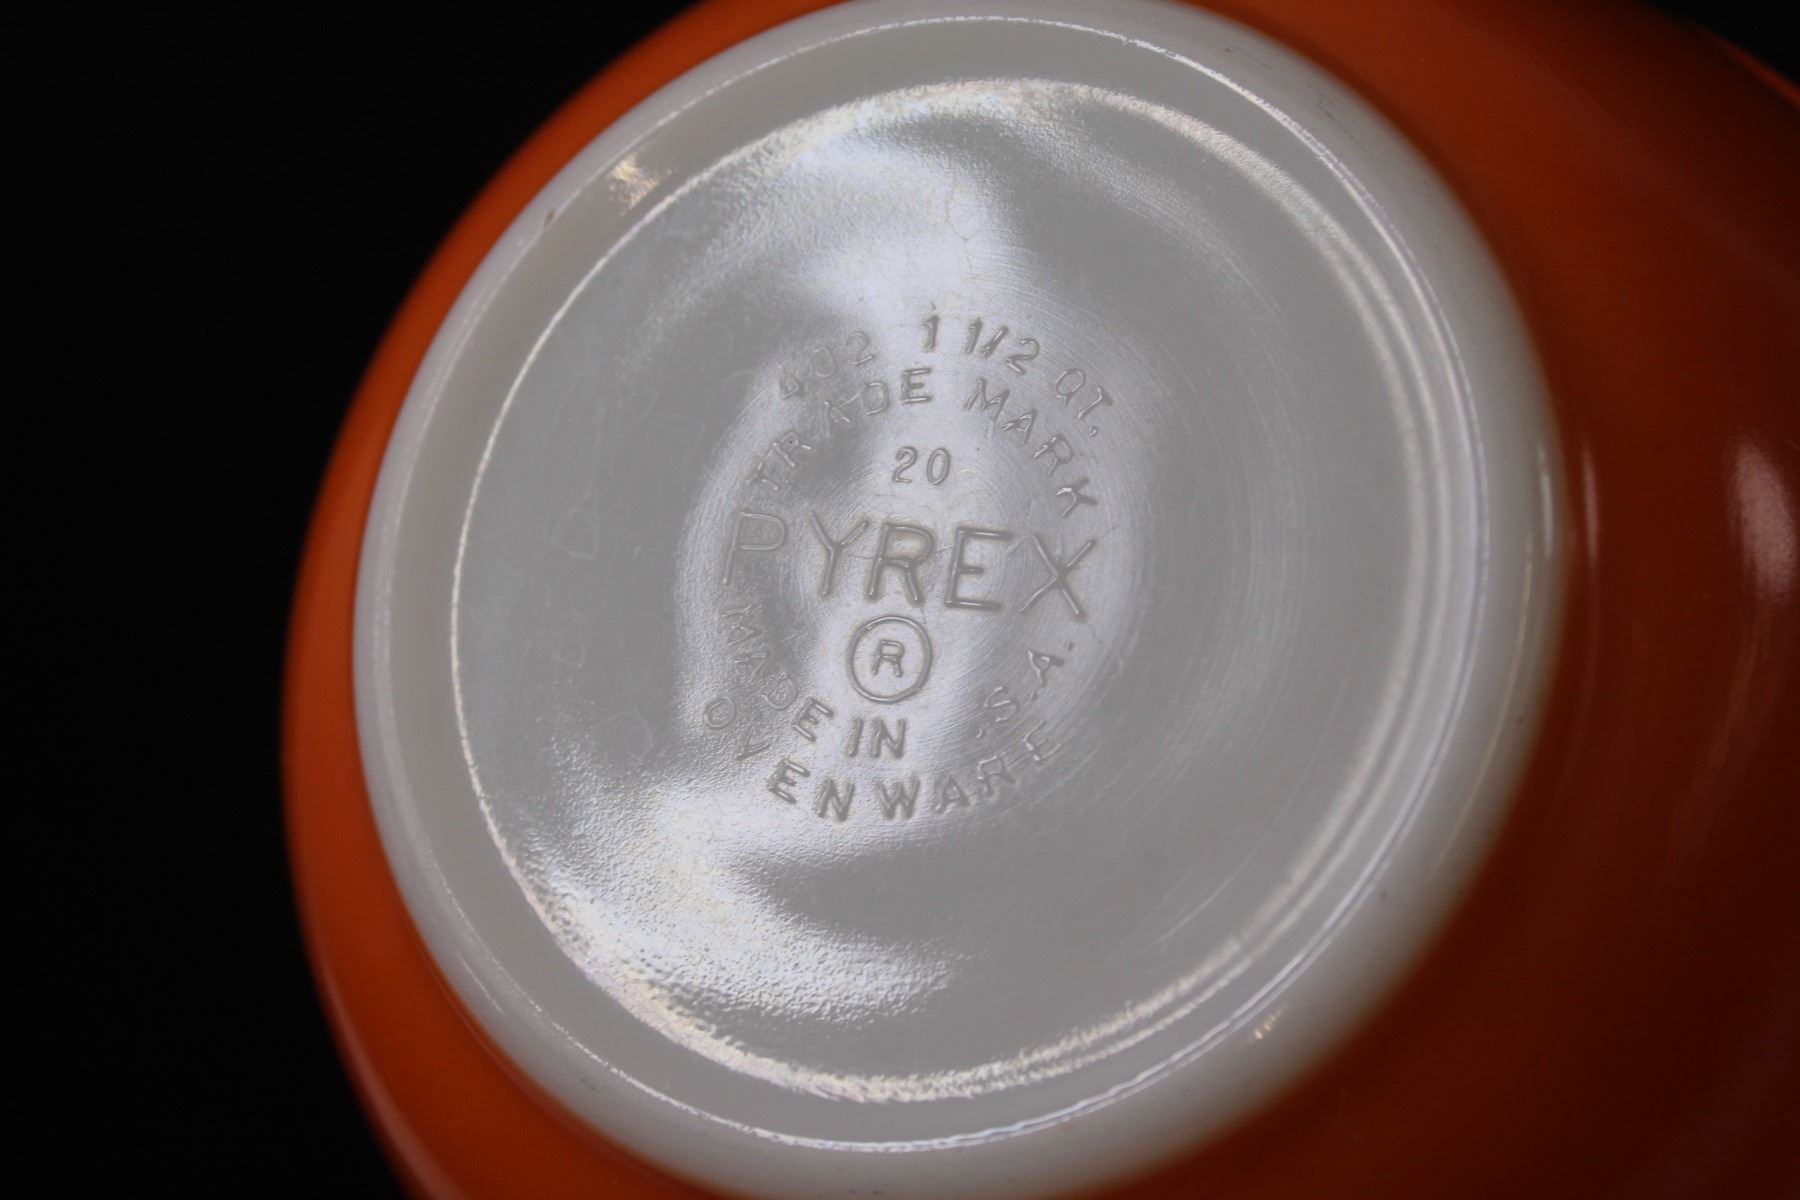 402 1 1/2 QT.
TRADE MARK
20
PYREX
®
MADE IN U.S.A.
OVENWARE